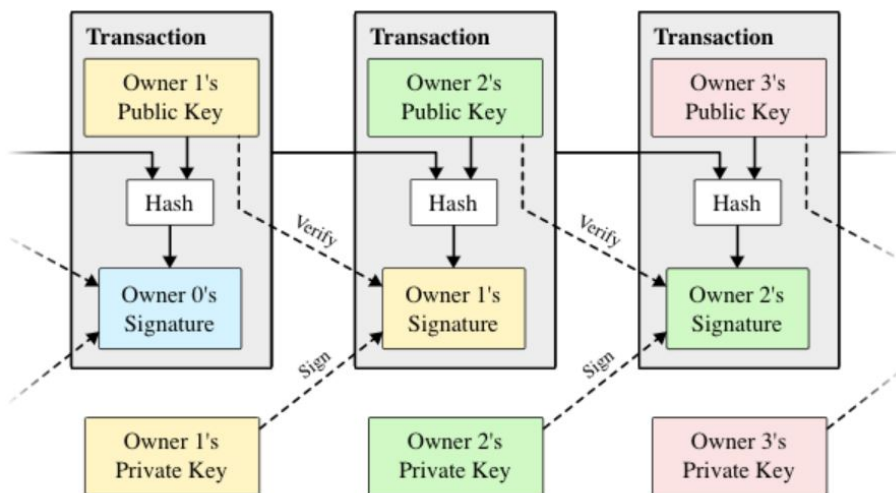 Transaction
Owner 1's
Public Key
Hash
Owner 0's
Signature
Transaction
Owner 2's
Public Key
Hash
Verify
Owner 1's
Signature
Sign
Transaction
Owner 3's
Public Key
Hash
Verify
Owner 2's
Signature
Sign
Owner 1's
Private Key
Owner 2's
Private Key
Owner 3's
Private Key